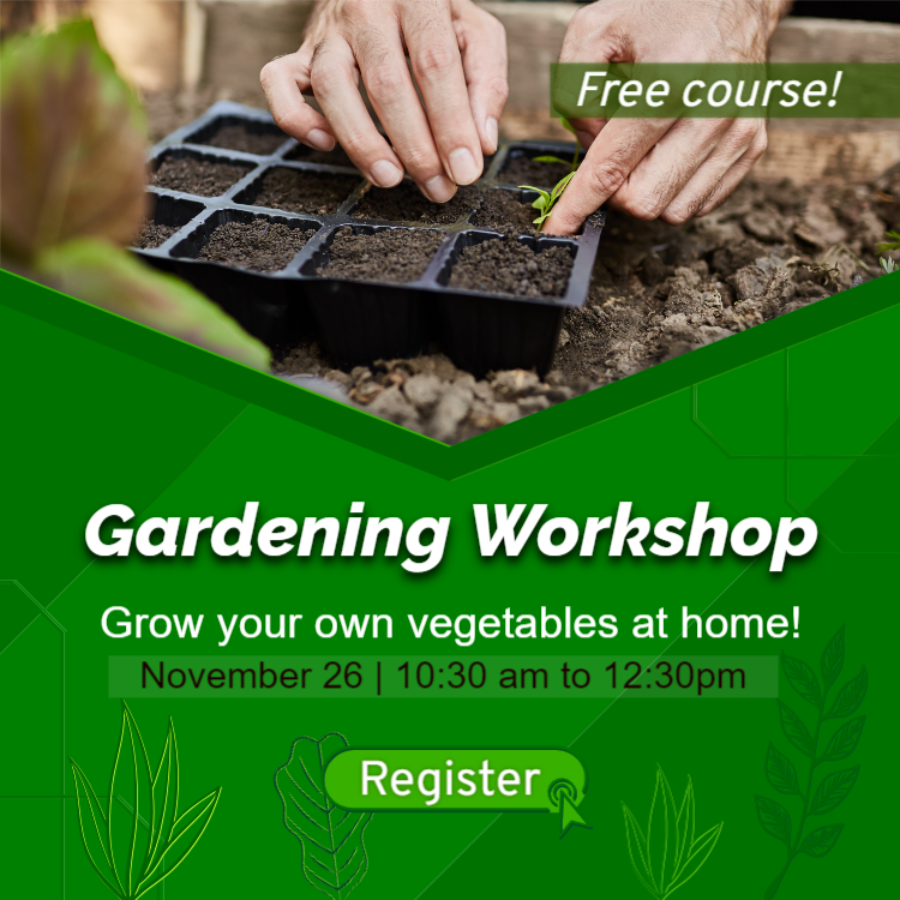 Free course!
Gardening Workshop
Grow your own vegetables at home!
November 26 | 10:30 am to 12:30pm
Register